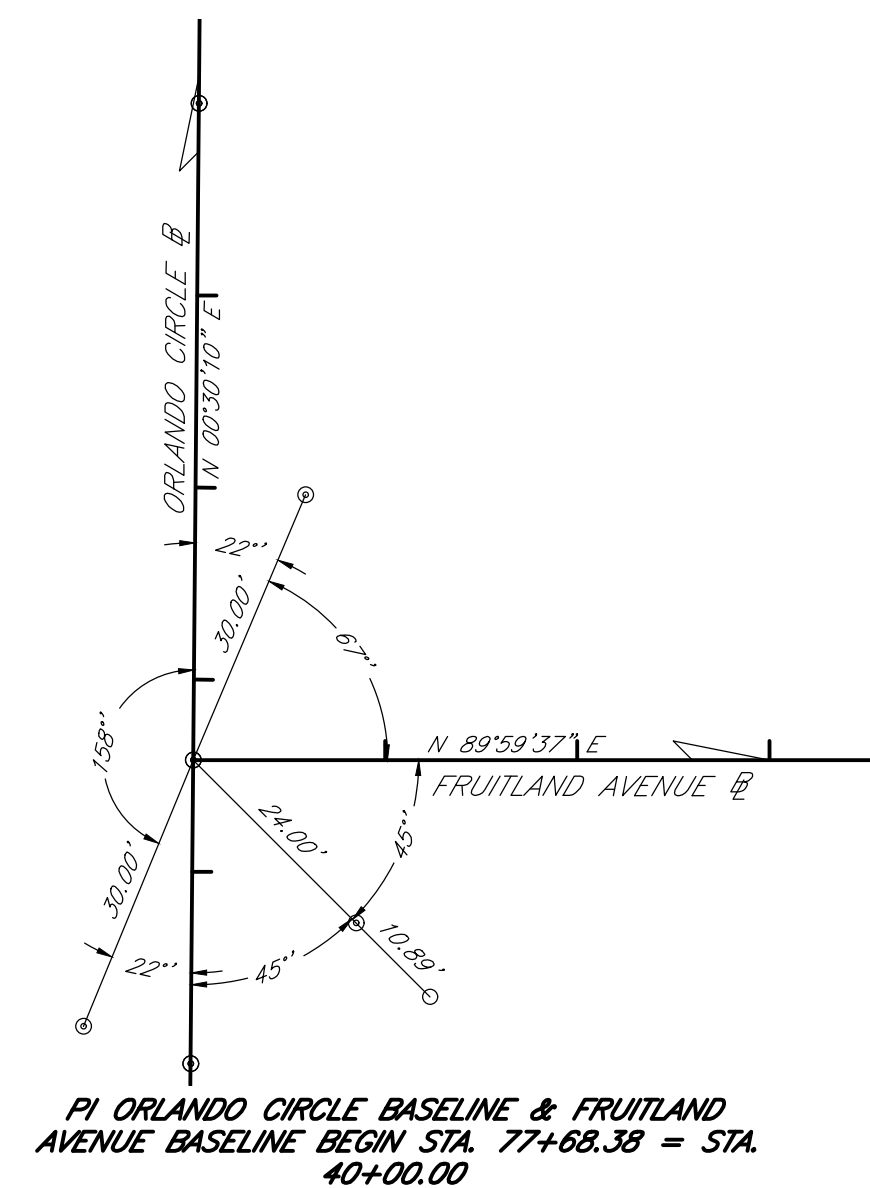 ORLANDO CIRCLE BL
N 00°30'10" E
22°'
30.00'
67°'
158°'
N 89°59'37" E
FRUITLAND AVENUE BL
24.00'
45°'
30.00'
10.89'
22°'
45°'
PI ORLANDO CIRCLE BASELINE & FRUITLAND
AVENUE BASELINE BEGIN STA. 77+68.38 = STA.
40+00.00